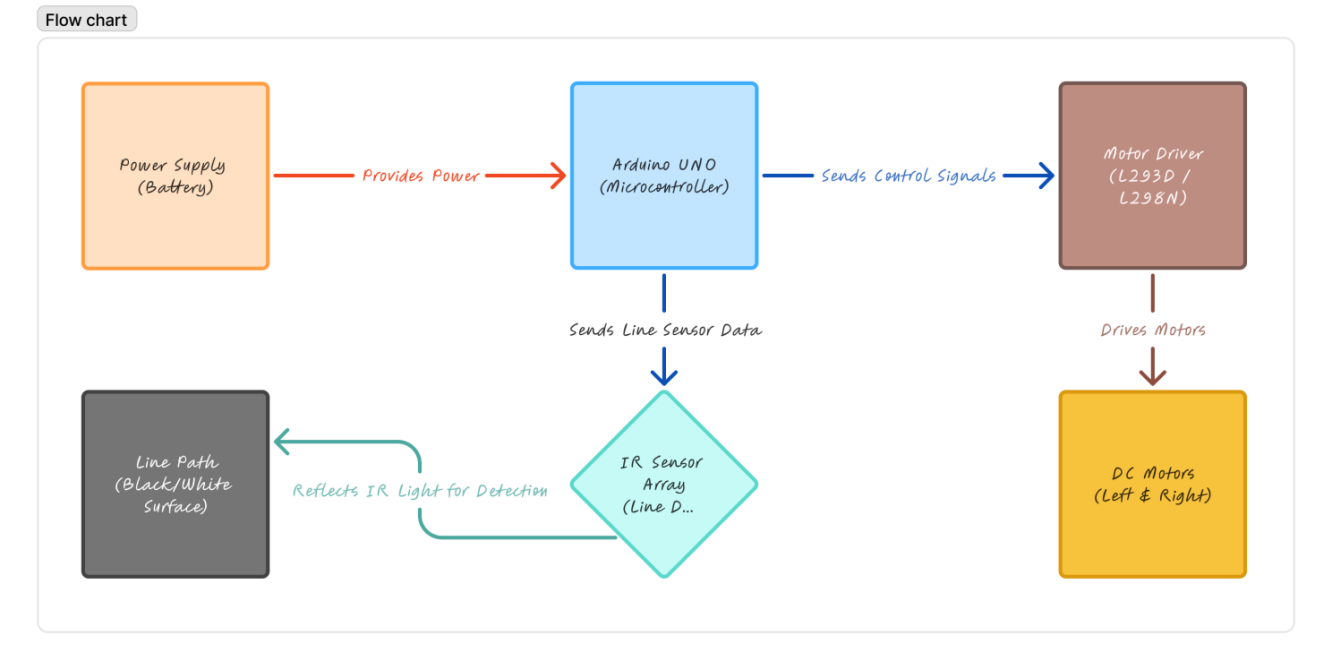 Flow chart
Power Supply
(Battery)
Provides Power
Arduino UNO
(Microcontroller)
Sends Control Signals
Motor Driver
(L293D /
L298N)
Sends Line Sensor Data
Drives Motors
Line Path
(Black/White
Surface)
Reflects IR Light for Detection
IR Sensor
Array
(Line D...
DC Motors
(Left & Right)